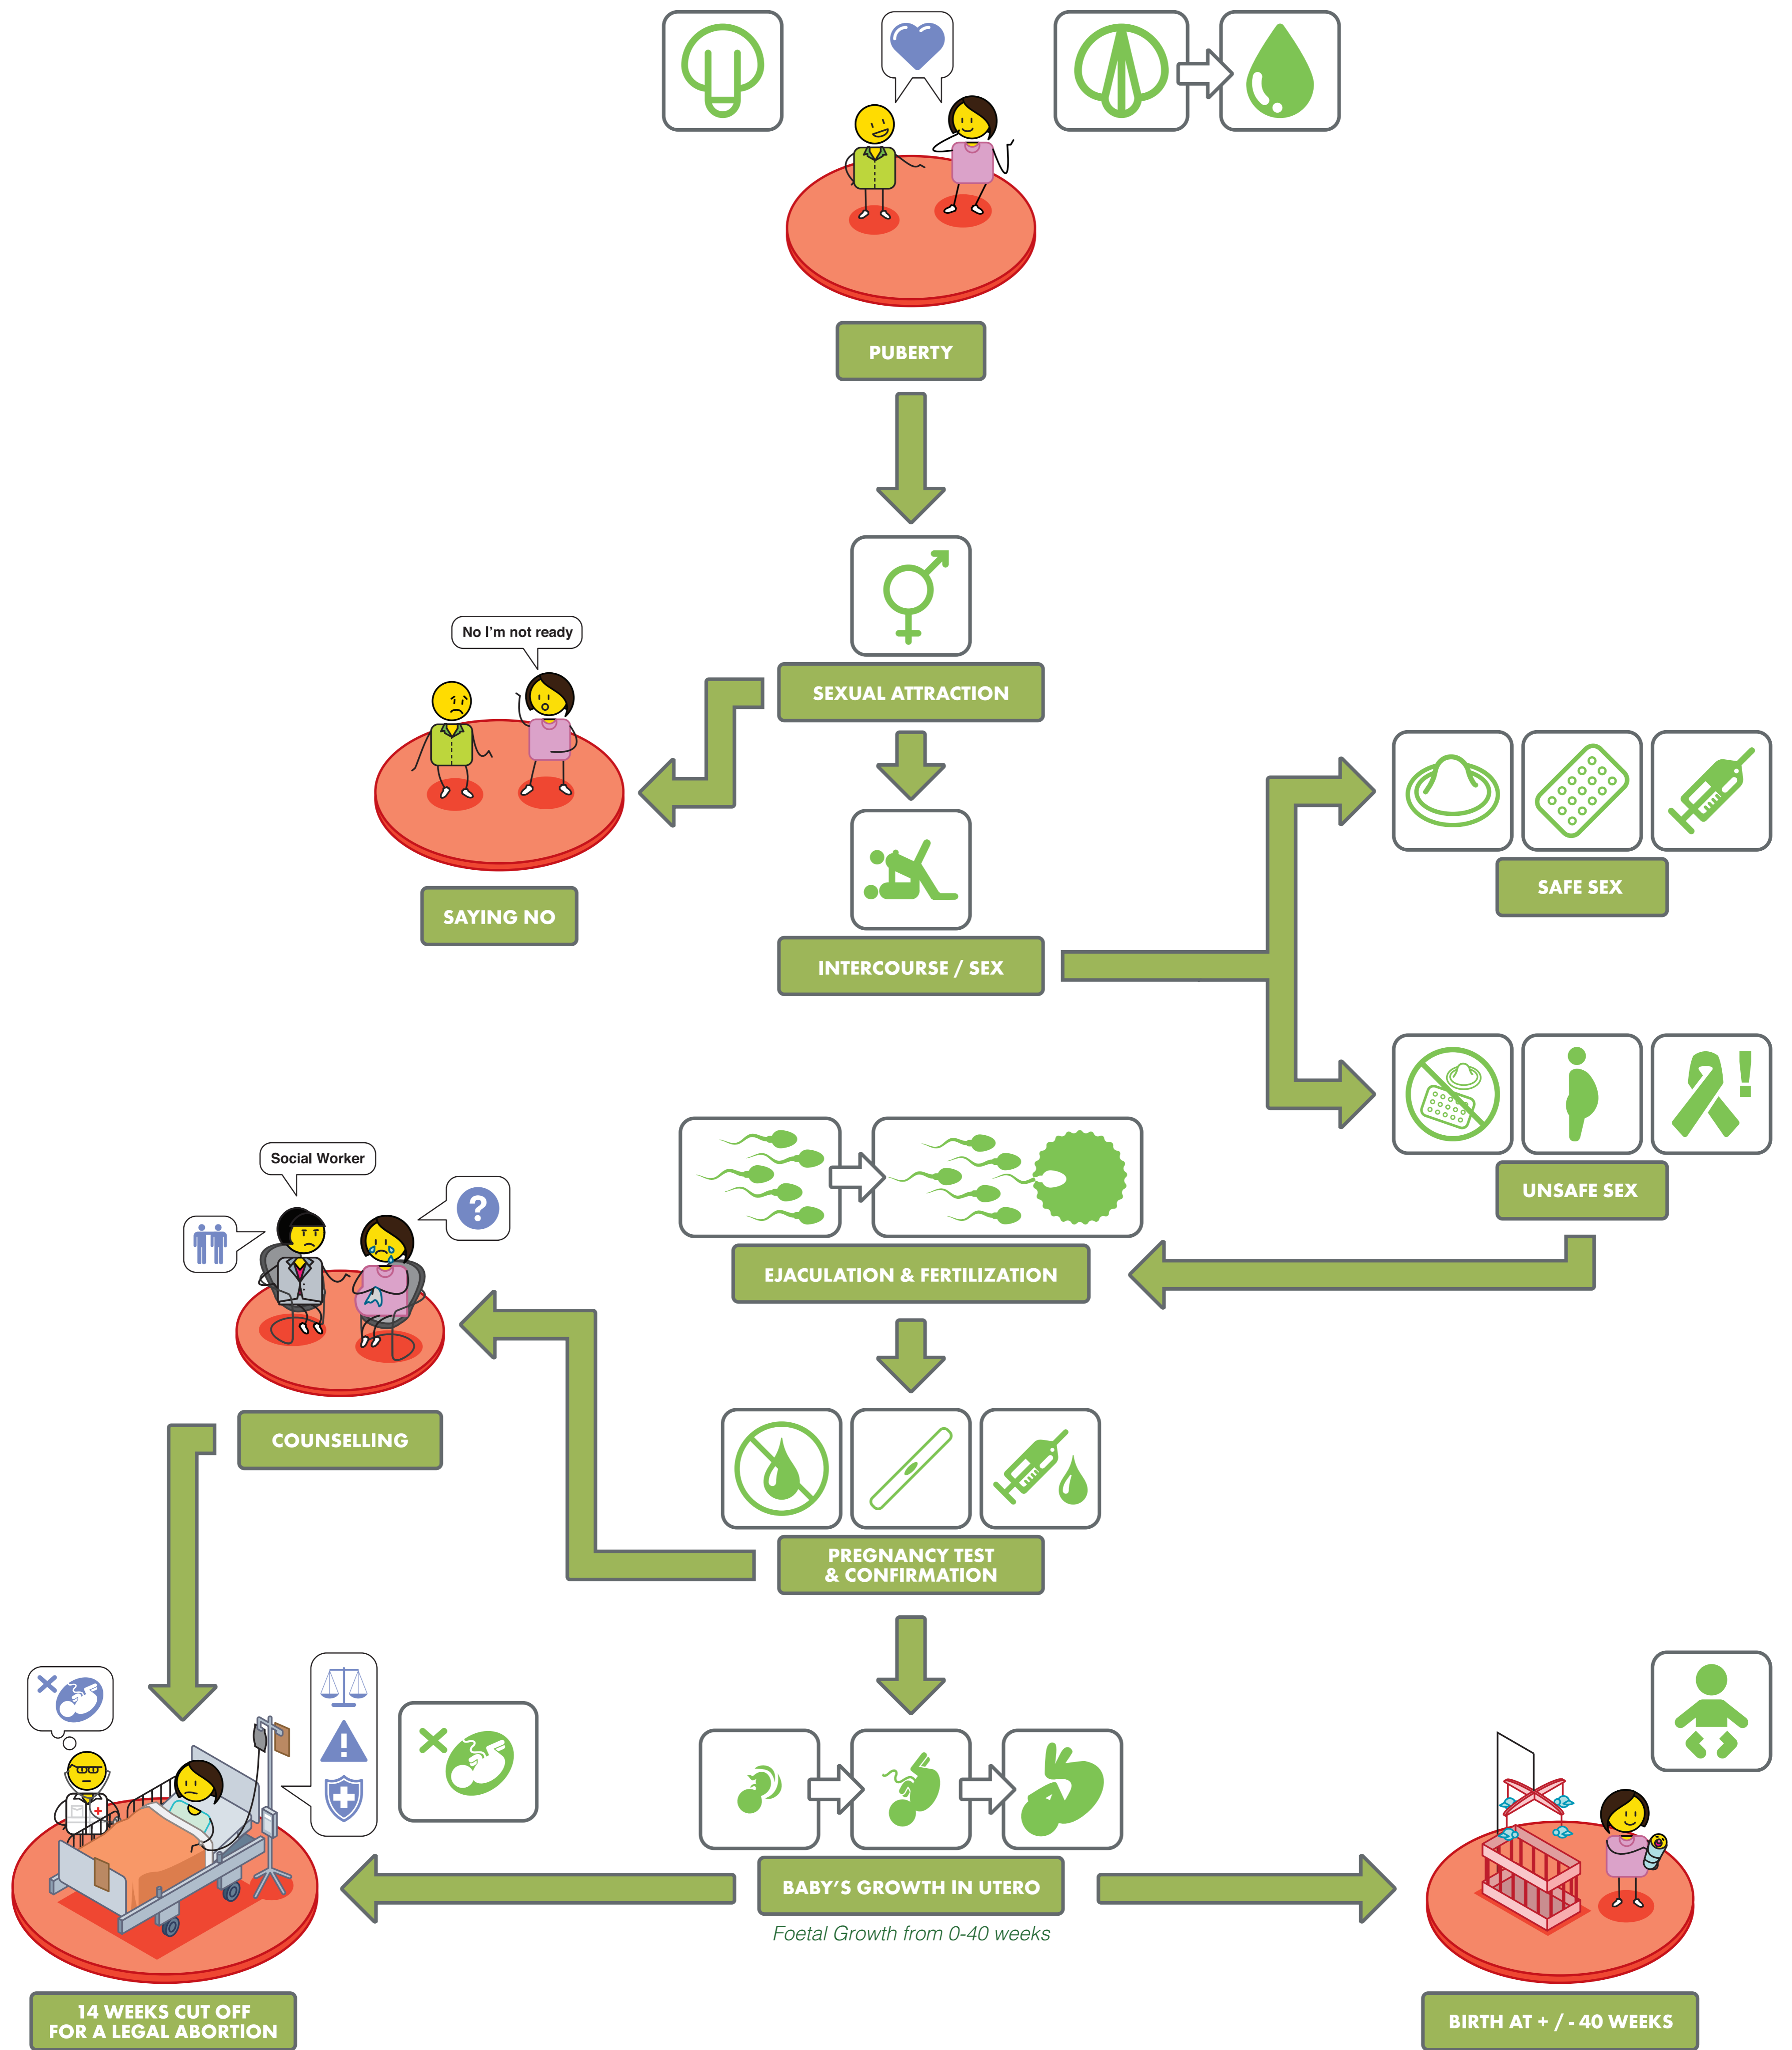 PUBERTY
No I'm not ready
SEXUAL ATTRACTION
SAYING NO
INTERCOURSE / SEX
SAFE SEX
UNSAFE SEX
Social Worker
?
!
EJACULATION & FERTILIZATION
COUNSELLING
PREGNANCY TEST
& CONFIRMATION
!
BABY'S GROWTH IN UTERO
Foetal Growth from 0-40 weeks
14 WEEKS CUT OFF
FOR A LEGAL ABORTION
BIRTH AT + / - 40 WEEKS